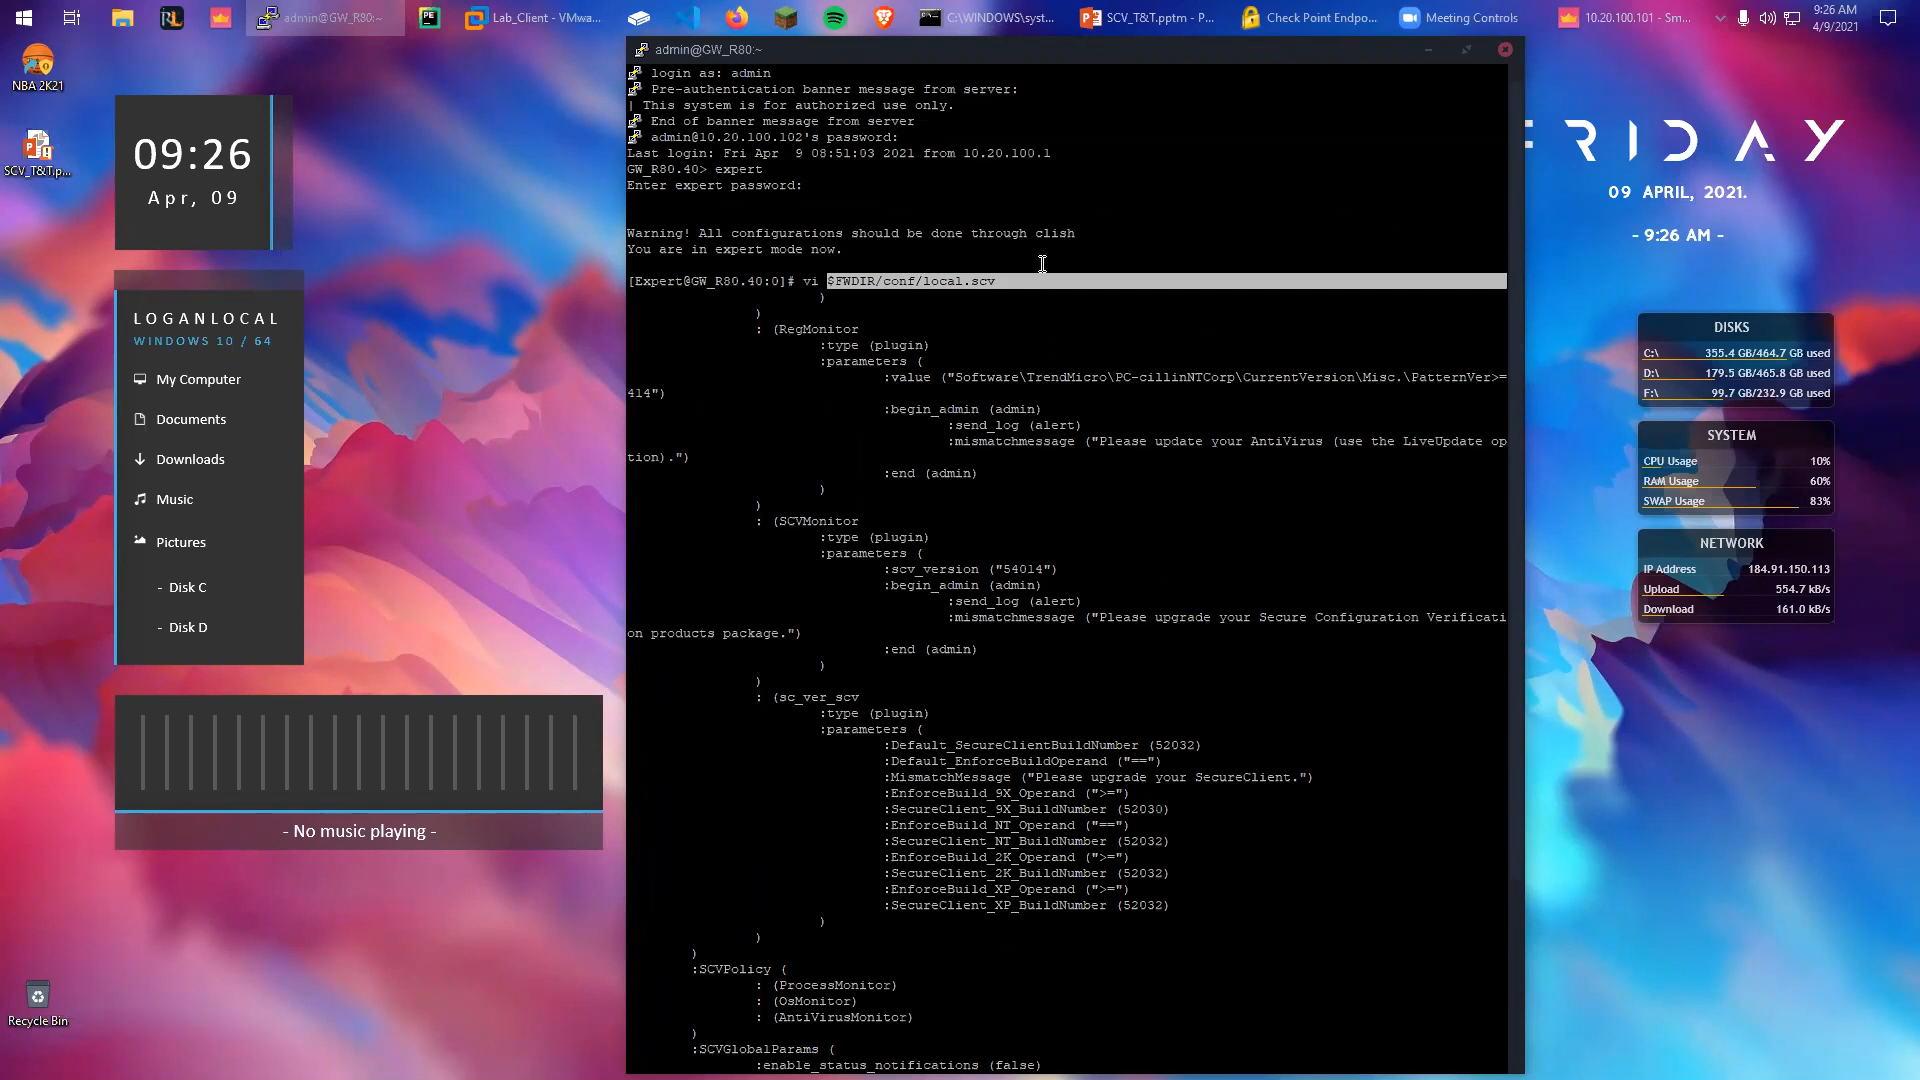 admin@GW_R80:~
Lab_Client - VMwa...
C:\WINDOWS\syst...
SCV_T&T.pptm - P...
Check Point Endpo...
Meeting Controls
10.20.100.101 - Sm...
9:26 AM
4/9/2021
NBA 2K21
SCV_T&T.p...
09:26
Apr, 09
LOGANLOCAL
WINDOWS 10 / 64
My Computer
Documents
Downloads
Music
Pictures
- Disk C
- Disk D
- No music playing -
Recycle Bin
admin@GW_R80:~
login as: admin
Pre-authentication banner message from server:
| This system is for authorized use only.
End of banner message from server
admin@10.20.100.102's password:
Last login: Fri Apr  9 08:51:03 2021 from 10.20.100.1
GW_R80.40> expert
Enter expert password:
Warning! All configurations should be done through clish
You are in expert mode now.
[Expert@GW_R80.40:0]# vi $FWDIR/conf/local.scv
)
)
: (RegMonitor
:type (plugin)
:parameters (
:value ("Software\TrendMicro\PC-cillinNTCorp\CurrentVersion\Misc.\PatternVer>=
414")
:begin_admin (admin)
:send_log (alert)
:mismatchmessage ("Please update your AntiVirus (use the LiveUpdate op
tion).")
:end (admin)
)
)
: (SCVMonitor
:type (plugin)
:parameters (
:scv_version ("54014")
:begin_admin (admin)
:send_log (alert)
:mismatchmessage ("Please upgrade your Secure Configuration Verificati
on products package.")
:end (admin)
)
)
: (sc_ver_scv
:type (plugin)
:parameters (
:Default_SecureClientBuildNumber (52032)
:Default_EnforceBuildOperand ("==")
:MismatchMessage ("Please upgrade your SecureClient.")
:EnforceBuild_9X_Operand (">=")
:SecureClient_9X_BuildNumber (52030)
:EnforceBuild_NT_Operand ("==")
:SecureClient_NT_BuildNumber (52032)
:EnforceBuild_2K_Operand (">=")
:SecureClient_2K_BuildNumber (52032)
:EnforceBuild_XP_Operand (">=")
:SecureClient_XP_BuildNumber (52032)
)
)
)
:SCVPolicy (
: (ProcessMonitor)
: (OsMonitor)
: (AntiVirusMonitor)
)
:SCVGlobalParams (
:enable_status_notifications (false)
FRIDAY
09 APRIL, 2021.
- 9:26 AM -
DISKS
C:\ 355.4 GB/464.7 GB used
D:\ 179.5 GB/465.8 GB used
F:\ 99.7 GB/232.9 GB used
SYSTEM
CPU Usage 10%
RAM Usage 60%
SWAP Usage 83%
NETWORK
IP Address 184.91.150.113
Upload 554.7 kB/s
Download 161.0 kB/s